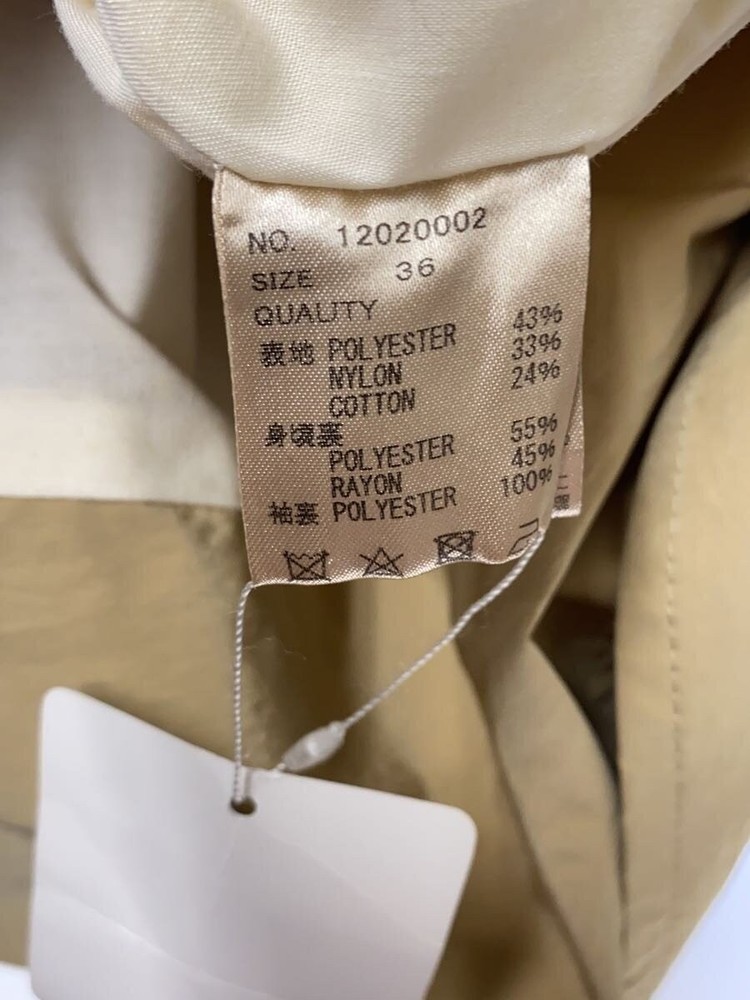 NO. 12020002
SIZE 36
QUALITY
表地 POLYESTER 43%
NYLON 33%
COTTON 24%
身頃裏
POLYESTER 55%
RAYON 45%
袖裏 POLYESTER 100%